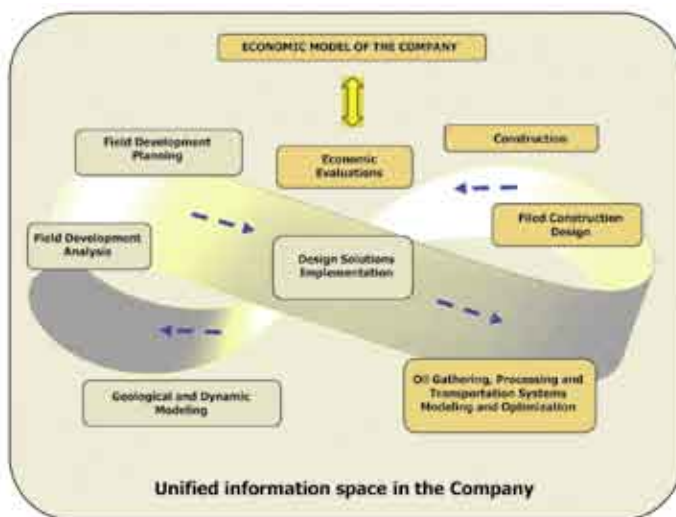 ECONOMIC MODEL OF THE COMPANY
Field Development
Planning
Economic
Evaluations
Construction
Field Development
Analysis
Design Solutions
Implementation
Filed Construction
Design
Geological and Dynamic
Modeling
Oil Gathering, Processing and
Transportation Systems
Modeling and Optimization
Unified information space in the Company